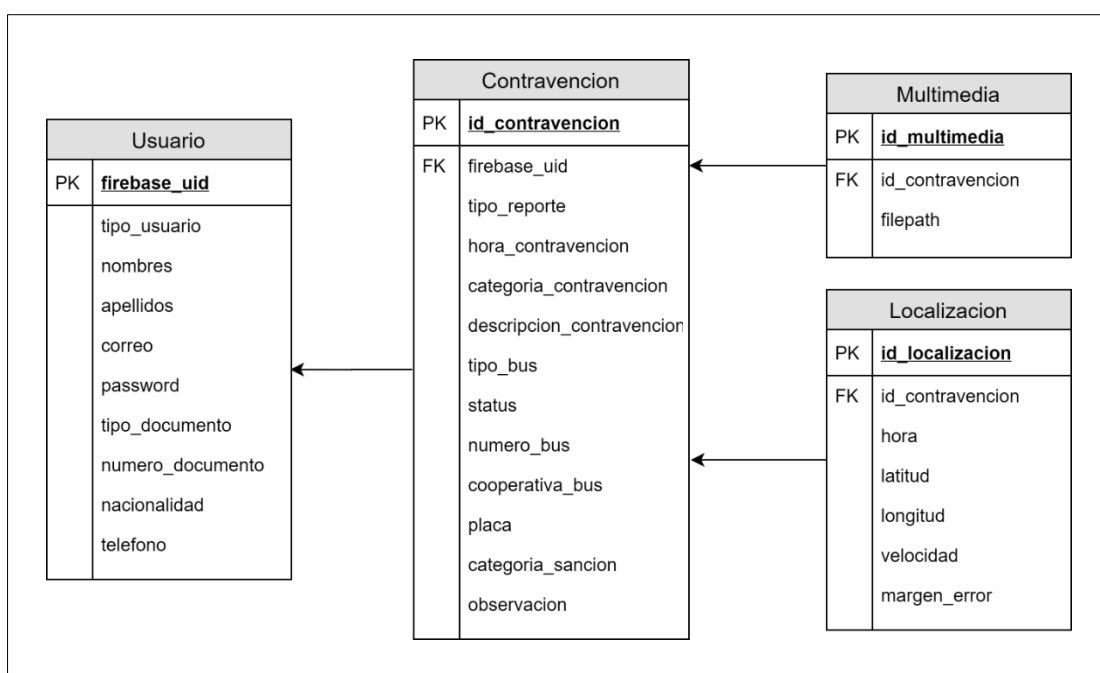 Usuario
PK firebase_uid
tipo_usuario
nombres
apellidos
correo
password
tipo_documento
numero_documento
nacionalidad
telefono
Contravencion
PK id_contravencion
FK firebase_uid
tipo_reporte
hora_contravencion
categoría_contravencion
descripcion_contravencion
tipo_bus
status
numero_bus
cooperativa_bus
placa
categoria_sancion
observacion
Multimedia
PK id_multimedia
FK id_contravencion
filepath
Localizacion
PK id_localizacion
FK id_contravencion
hora
latitud
longitud
velocidad
margen_error